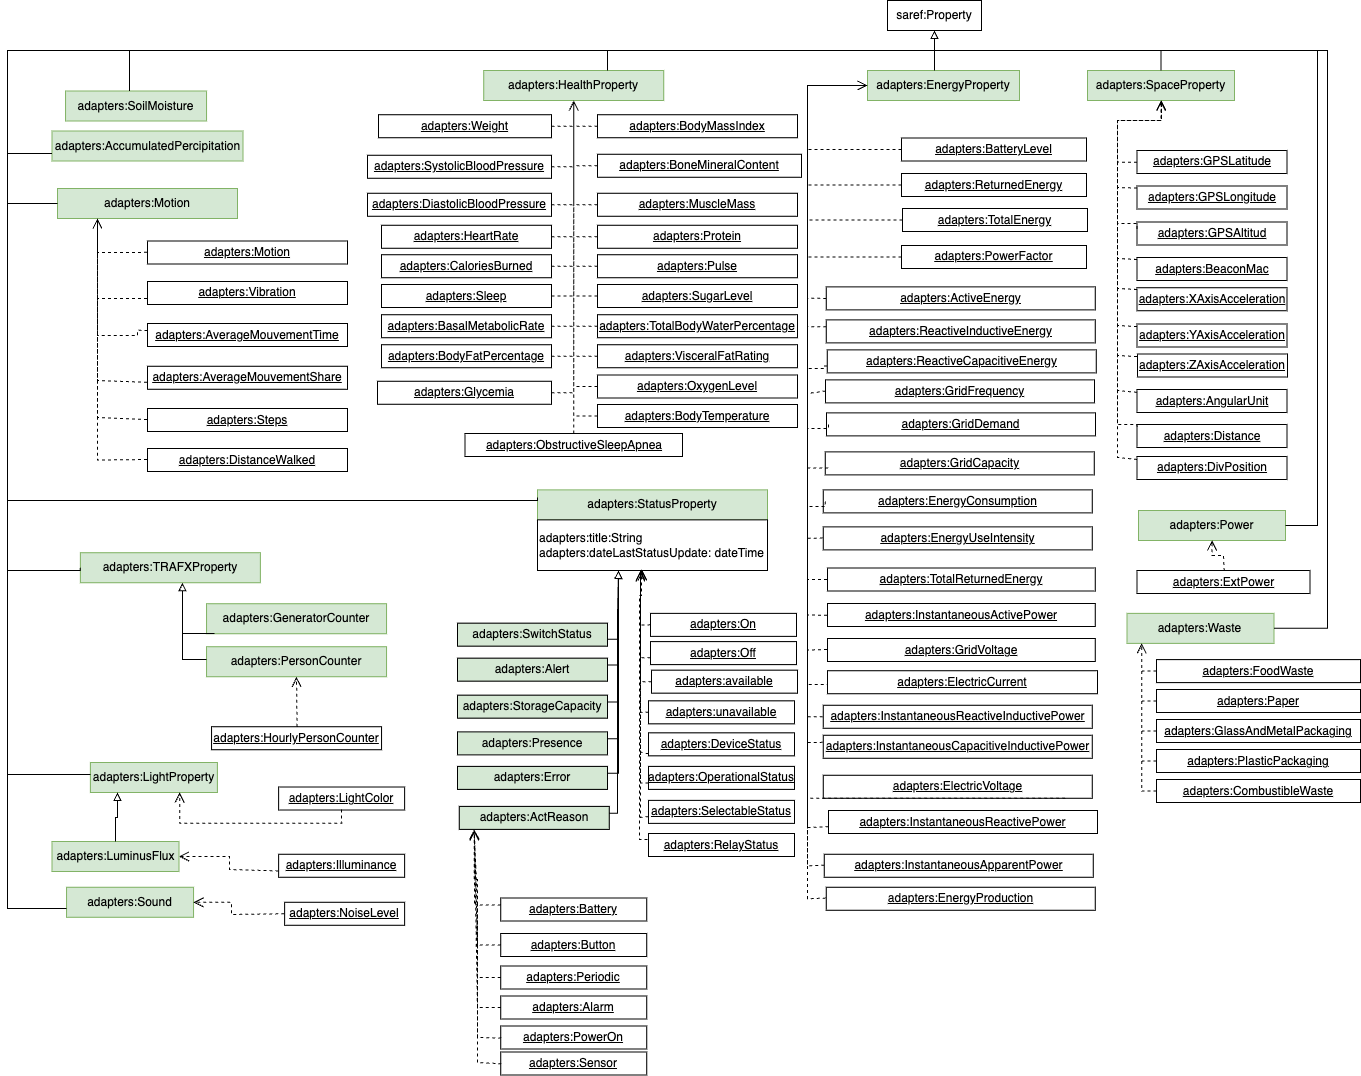 saref:Property
adapters:SoilMoisture
adapters:AccumulatedPercipitation
adapters:Motion
adapters:Motion
adapters:Vibration
adapters:AverageMouvementTime
adapters:AverageMouvementShare
adapters:Steps
adapters:DistanceWalked
adapters:HealthProperty
adapters:Weight
adapters:BodyMassIndex
adapters:SystolicBloodPressure
adapters:BoneMineralContent
adapters:DiastolicBloodPressure
adapters:MuscleMass
adapters:HeartRate
adapters:Protein
adapters:CaloriesBurned
adapters:Pulse
adapters:Sleep
adapters:SugarLevel
adapters:BasalMetabolicRate
adapters:TotalBodyWaterPercentage
adapters:BodyFatPercentage
adapters:VisceralFatRating
adapters:Glycemia
adapters:OxygenLevel
adapters:BodyTemperature
adapters:ObstructiveSleepApnea
adapters:EnergyProperty
adapters:BatteryLevel
adapters:ReturnedEnergy
adapters:TotalEnergy
adapters:PowerFactor
adapters:ActiveEnergy
adapters:ReactiveInductiveEnergy
adapters:ReactiveCapacitiveEnergy
adapters:GridFrequency
adapters:GridDemand
adapters:GridCapacity
adapters:EnergyConsumption
adapters:EnergyUseIntensity
adapters:TotalReturnedEnergy
adapters:InstantaneousActivePower
adapters:GridVoltage
adapters:ElectricCurrent
adapters:InstantaneousReactiveInductivePower
adapters:InstantaneousCapacitiveInductivePower
adapters:ElectricVoltage
adapters:InstantaneousReactivePower
adapters:InstantaneousApparentPower
adapters:EnergyProduction
adapters:SpaceProperty
adapters:GPSLatitude
adapters:GPSLongitude
adapters:GPSAltitud
adapters:BeaconMac
adapters:XAxisAcceleration
adapters:YAxisAcceleration
adapters:ZAxisAcceleration
adapters:AngularUnit
adapters:Distance
adapters:DivPosition
adapters:Power
adapters:ExtPower
adapters:Waste
adapters:FoodWaste
adapters:Paper
adapters:GlassAndMetalPackaging
adapters:PlasticPackaging
adapters:CombustibleWaste
adapters:StatusProperty
adapters:title:String
adapters:dateLastStatusUpdate: dateTime
adapters:SwitchStatus
adapters:Alert
adapters:StorageCapacity
adapters:Presence
adapters:Error
adapters:ActReason
adapters:On
adapters:Off
adapters:available
adapters:unavailable
adapters:DeviceStatus
adapters:OperationalStatus
adapters:SelectableStatus
adapters:RelayStatus
adapters:Battery
adapters:Button
adapters:Periodic
adapters:Alarm
adapters:PowerOn
adapters:Sensor
adapters:TRAFXProperty
adapters:GeneratorCounter
adapters:PersonCounter
adapters:HourlyPersonCounter
adapters:LightProperty
adapters:LightColor
adapters:LuminusFlux
adapters:Illuminance
adapters:Sound
adapters:NoiseLevel